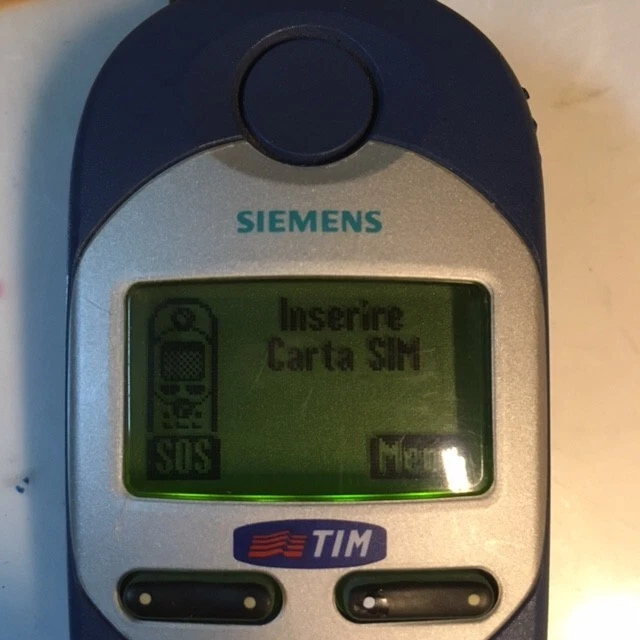 SIEMENS
Inserire
Carta SIM
SOS Menu
TIM